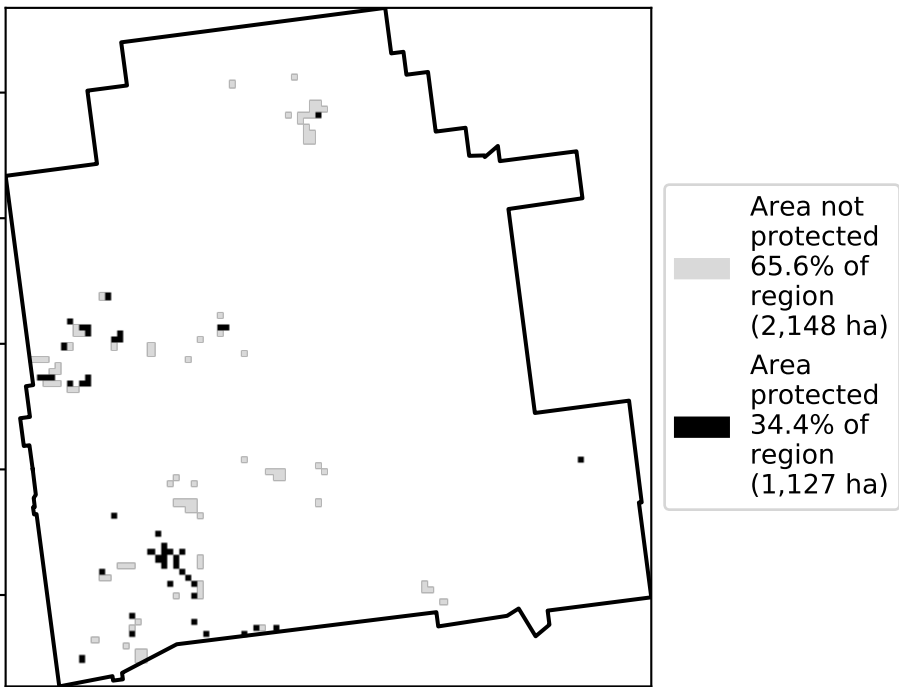 Area not
protected
65.6% of
region
(2,148 ha)
Area
protected
34.4% of
region
(1,127 ha)